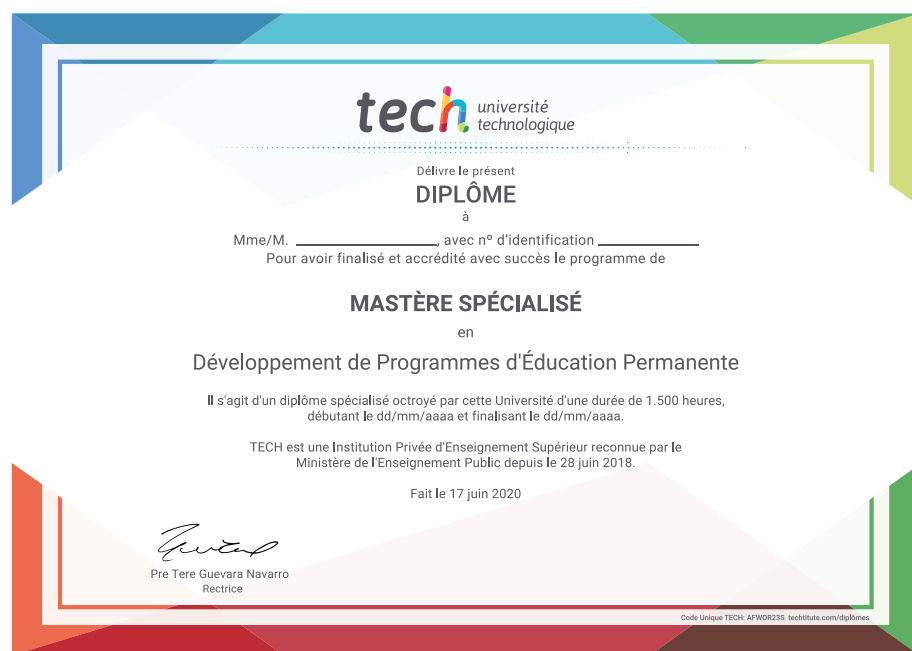 tech université
technologique
Délivre le présent
DIPLÔME
à
Mme/M. ____________________, avec nº d'identification ______________
Pour avoir finalisé et accrédité avec succès le programme de
MASTÈRE SPÉCIALISÉ
en
Développement de Programmes d'Éducation Permanente
Il s'agit d'un diplôme spécialisé octroyé par cette Université d'une durée de 1.500 heures,
débutant le dd/mm/aaaa et finalisant le dd/mm/aaaa.
TECH est une Institution Privée d'Enseignement Supérieur reconnue par le
Ministère de l'Enseignement Public depuis le 28 juin 2018.
Fait le 17 juin 2020
Pre Tere Guevara Navarro
Rectrice
Code Unique TECH: AFWOR23S techtitute.com/diplômes